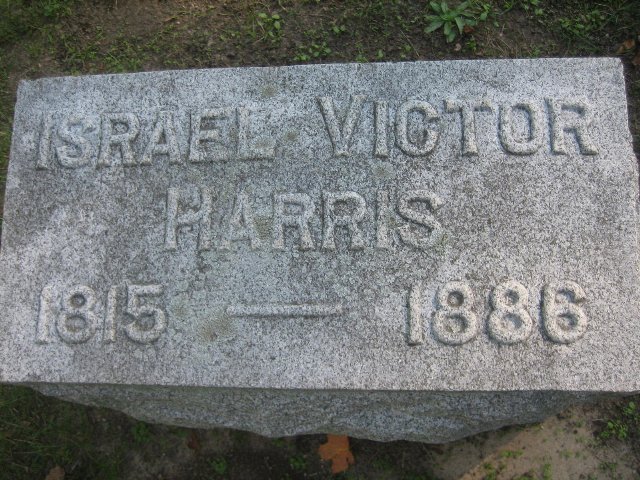 ISRAEL VICTOR
HARRIS
1815 — 1886